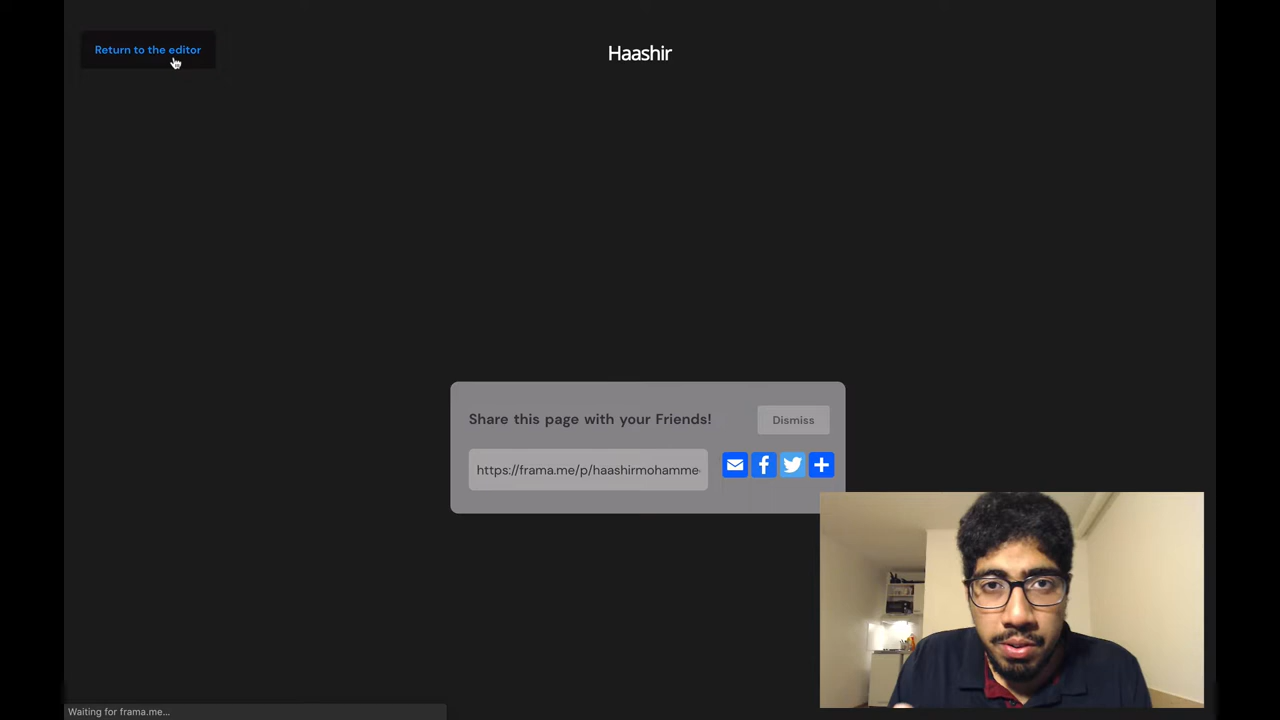 Return to the editor
Haashir
Share this page with your Friends!
Dismiss
https://frama.me/p/haashirmohamme
Waiting for frama.me...